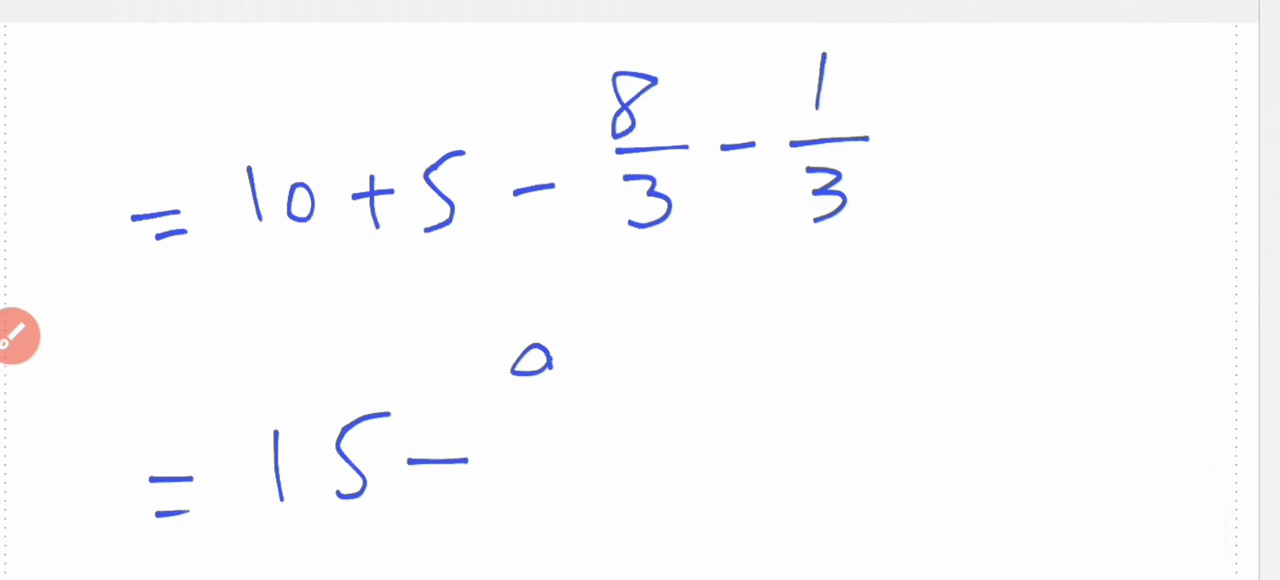 = 10 + 5 - 8/3 - 1/3
= 15 -